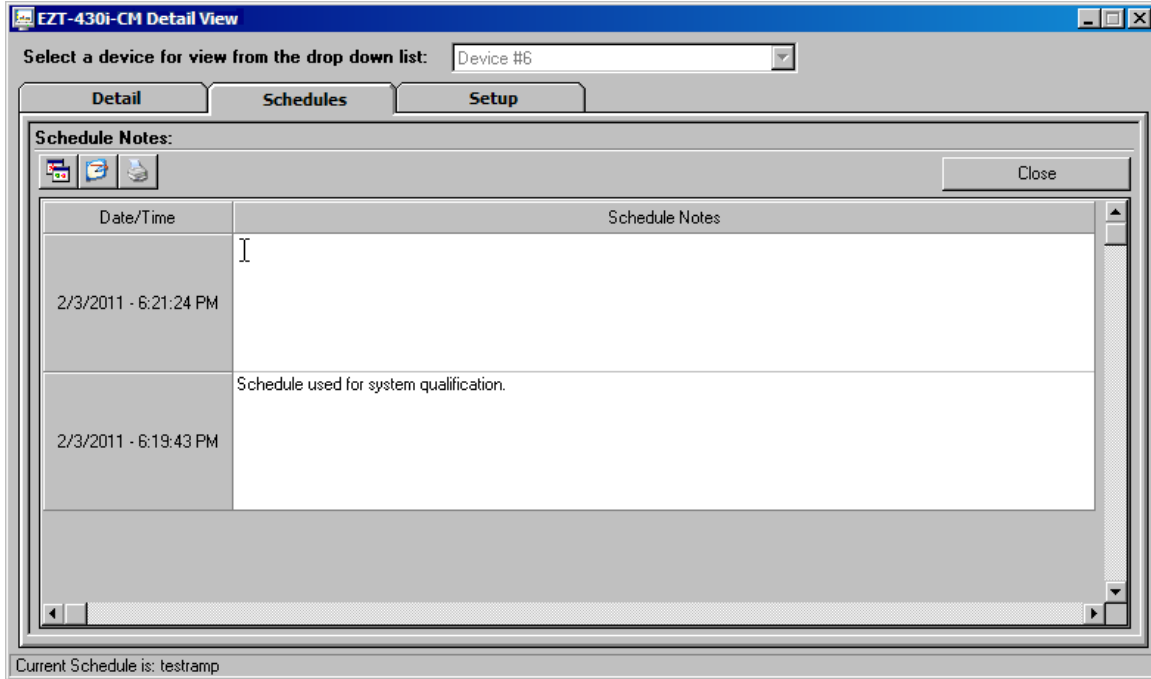 EZT-430i-CM Detail View
Select a device for view from the drop down list: Device #6
Detail Schedules Setup
Schedule Notes:
Close
Date/Time Schedule Notes
2/3/2011 - 6:21:24 PM
Schedule used for system qualification.
2/3/2011 - 6:19:43 PM
Current Schedule is: testramp